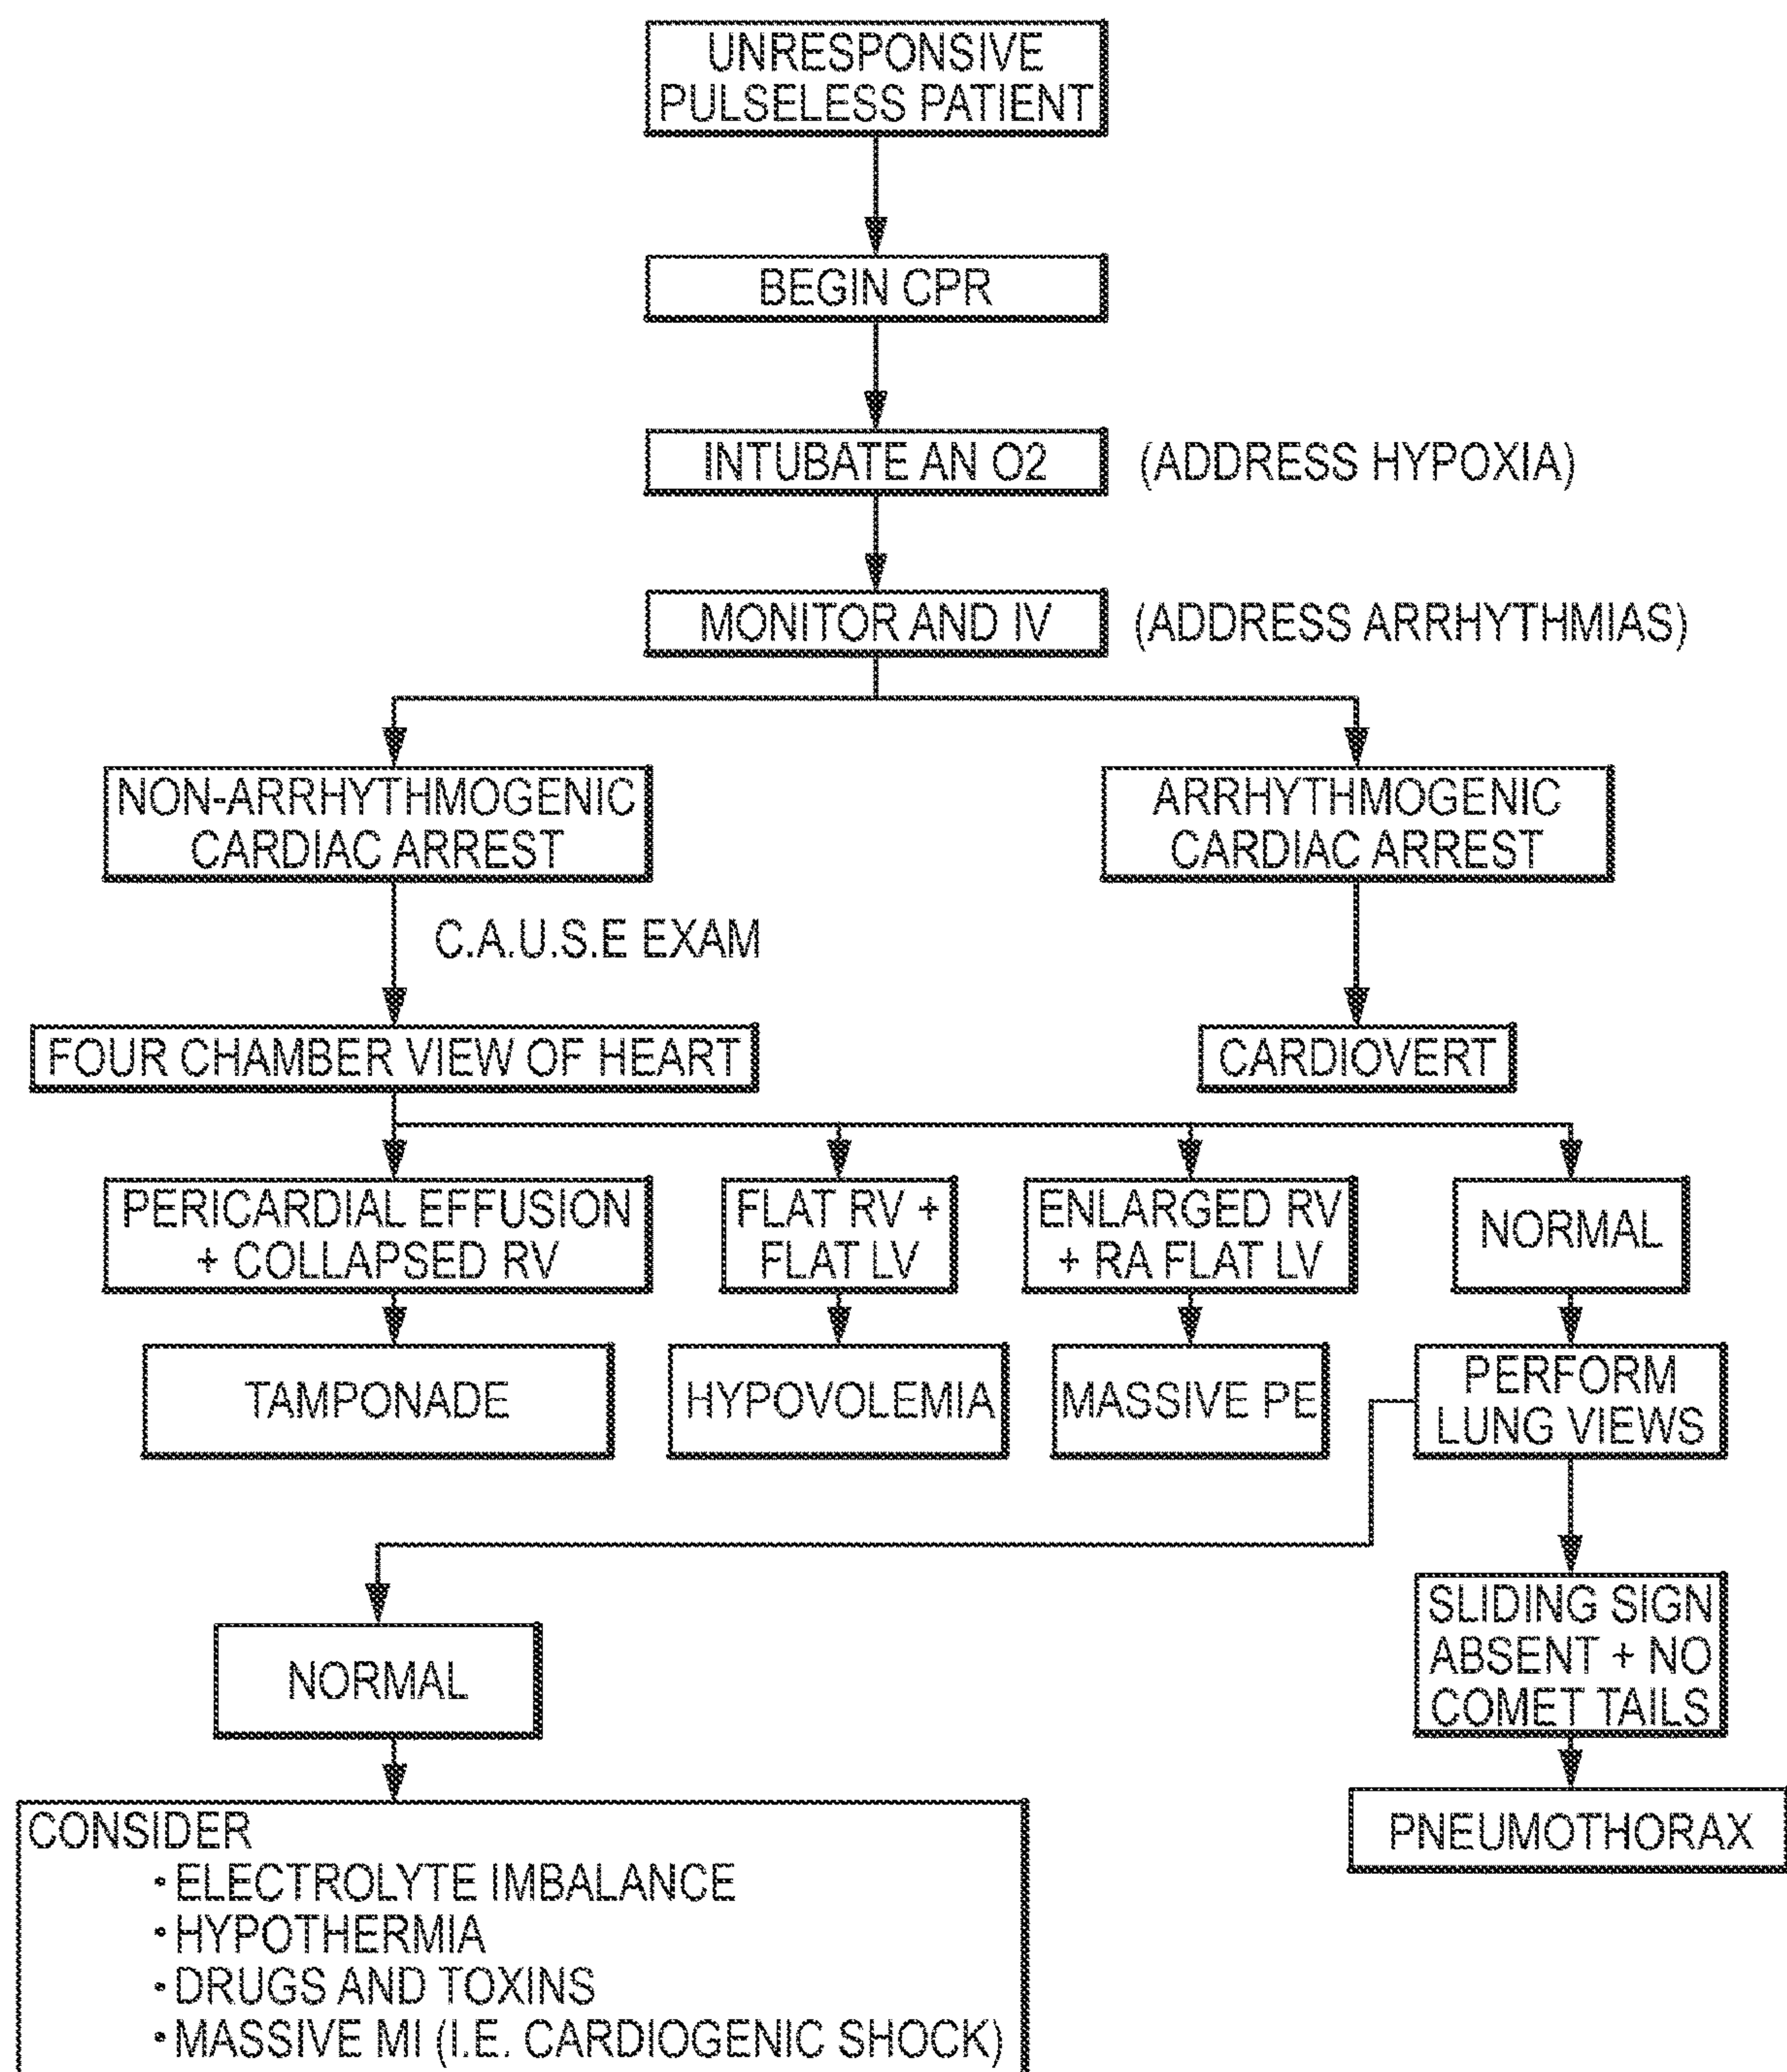 UNRESPONSIVE
PULSELESS PATIENT
BEGIN CPR
INTUBATE AN O2
(ADDRESS HYPOXIA)
MONITOR AND IV
(ADDRESS ARRHYTHMIAS)
NON-ARRHYTHMOGENIC
CARDIAC ARREST
ARRHYTHMOGENIC
CARDIAC ARREST
C.A.U.S.E EXAM
FOUR CHAMBER VIEW OF HEART
CARDIOVERT
PERICARDIAL EFFUSION
+ COLLAPSED RV
FLAT RV +
FLAT LV
ENLARGED RV
+ RA FLAT LV
NORMAL
TAMPONADE
HYPOVOLEMIA
MASSIVE PE
PERFORM
LUNG VIEWS
NORMAL
SLIDING SIGN
ABSENT + NO
COMET TAILS
CONSIDER
• ELECTROLYTE IMBALANCE
• HYPOTHERMIA
• DRUGS AND TOXINS
• MASSIVE MI (I.E. CARDIOGENIC SHOCK)
PNEUMOTHORAX